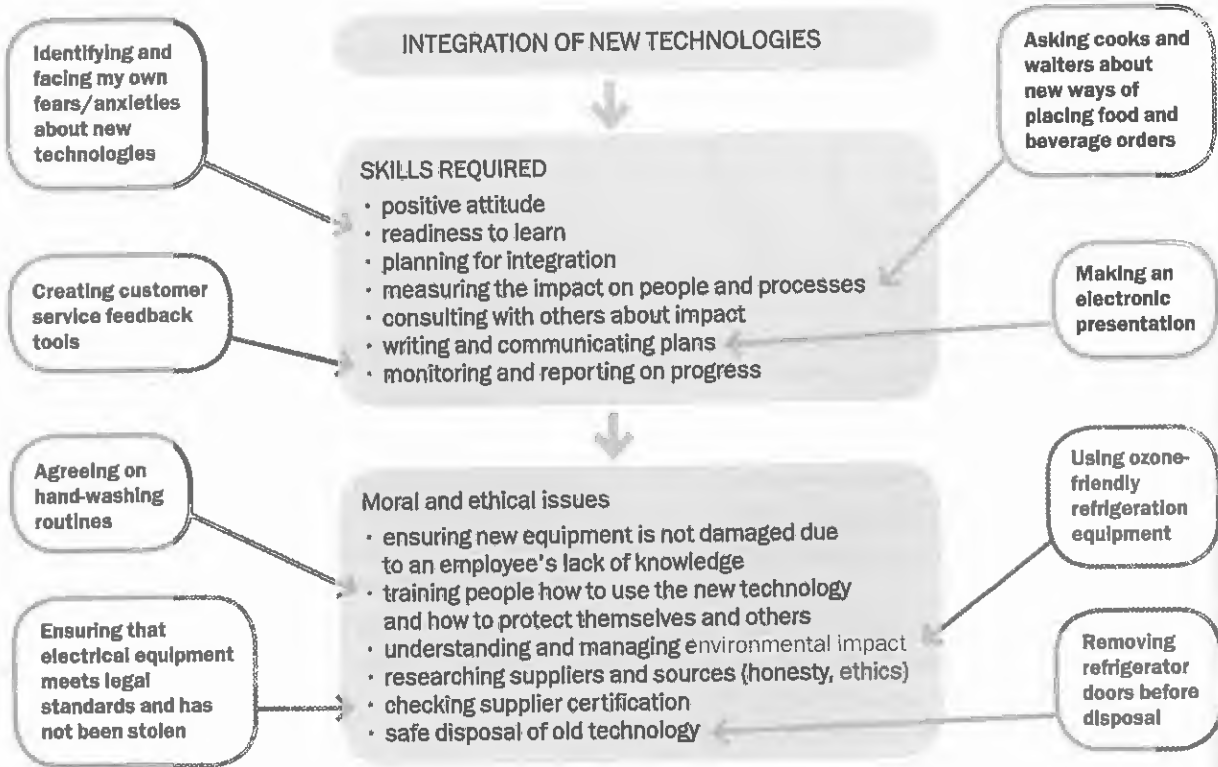 INTEGRATION OF NEW TECHNOLOGIES
Identifying and
facing my own
fears/anxieties
about new
technologies
Asking cooks and
waiters about
new ways of
placing food and
beverage orders
SKILLS REQUIRED
· positive attitude
· readiness to learn
· planning for integration
· measuring the impact on people and processes
· consulting with others about impact
· writing and communicating plans
· monitoring and reporting on progress
Creating customer
service feedback
tools
Making an
electronic
presentation
Agreeing on
hand-washing
routines
Using ozone-
friendly
refrigeration
equipment
Moral and ethical issues
· ensuring new equipment is not damaged due
to an employee's lack of knowledge
· training people how to use the new technology
and how to protect themselves and others
· understanding and managing environmental impact
· researching suppliers and sources (honesty, ethics)
· checking supplier certification
· safe disposal of old technology
Ensuring that
electrical equipment
meets legal
standards and has
not been stolen
Removing
refrigerator
doors before
disposal